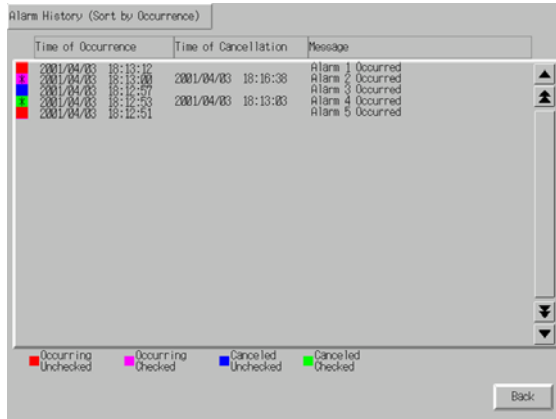 Alarm History (Sort by Occurrence)
Time of Occurrence Time of Cancellation Message
2001/04/03 18:13:12 Alarm 1 Occurred
* 2001/04/03 18:13:00 2001/04/03 18:16:38 Alarm 2 Occurred
2001/04/03 18:12:57 Alarm 3 Occurred
* 2001/04/03 18:12:53 2001/04/03 18:13:03 Alarm 4 Occurred
2001/04/03 18:12:51 Alarm 5 Occurred
Occurring Unchecked
Occurring Checked
Canceled Unchecked
Canceled Checked
Back